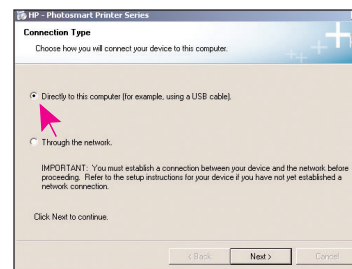 HP - Photosmart Printer Series
Connection Type
Choose how you will connect your device to this computer.
Directly to this computer (for example, using a USB cable).
Through the network.
IMPORTANT: You must establish a connection between your device and the network before
proceeding. Refer to the setup instructions for your device if you have not yet established a
network connection.
Click Next to continue.
< Back Next > Cancel